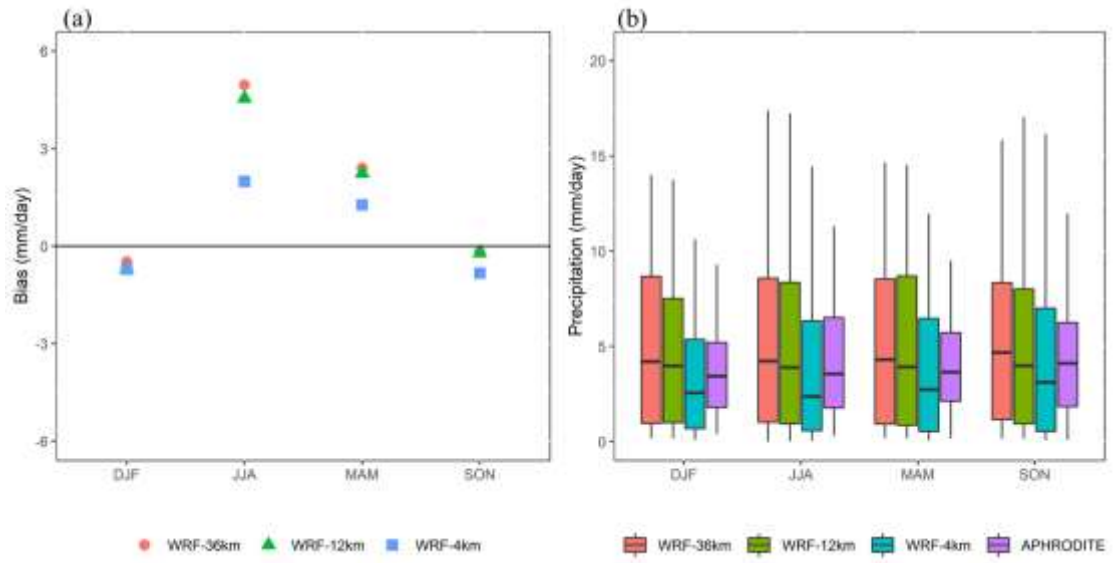 (a)
Bias (mm/day)
6
3
0
-3
-6
DJF JJA MAM SON
WRF-36km WRF-12km WRF-4km
(b)
Precipitation (mm/day)
20
15
10
5
0
DJF JJA MAM SON
WRF-36km WRF-12km WRF-4km APHRODITE